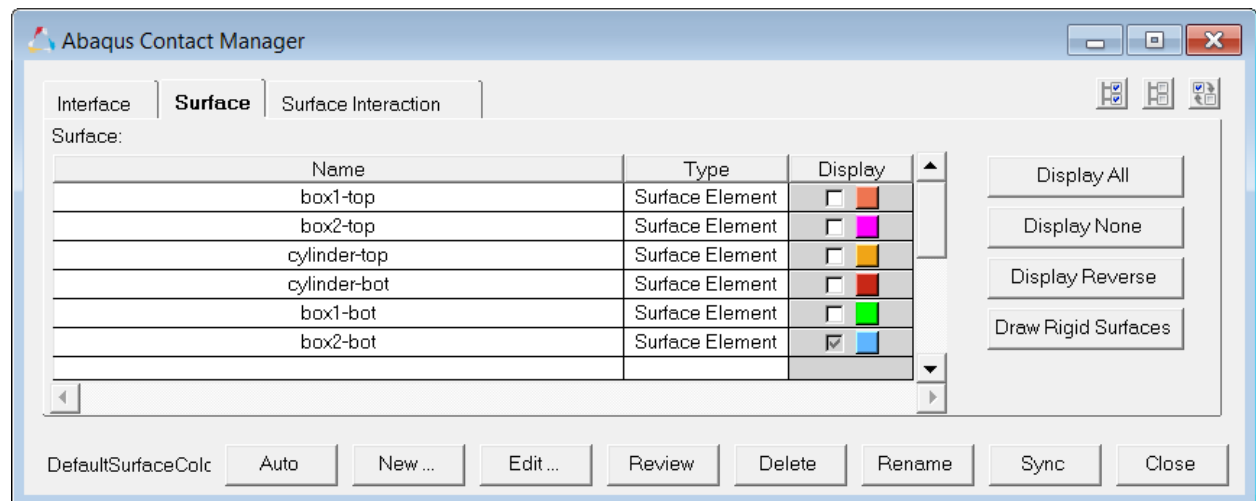 Abaqus Contact Manager
Interface Surface Surface Interaction
Surface:
Name Type Display
box1-top Surface Element
box2-top Surface Element
cylinder-top Surface Element
cylinder-bot Surface Element
box1-bot Surface Element
box2-bot Surface Element
Display All
Display None
Display Reverse
Draw Rigid Surfaces
DefaultSurfaceColc Auto New ... Edit ... Review Delete Rename Sync Close